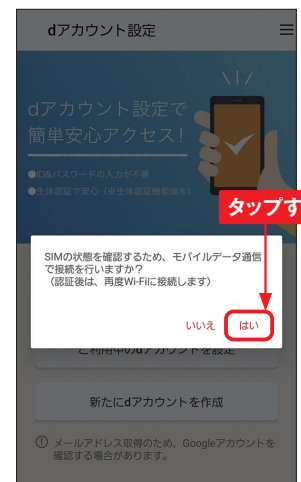 dアカウント設定
dアカウント設定で
簡単安心アクセス!
●ID&パスワードの入力が不要
●生体認証で安心(※生体認証機能端末)
タップす
SIMの状態を確認するため、モバイルデータ通信
で接続を行いますか?
(認証後は、再度Wi-Fiに接続します)
いいえ はい
ご利用中のdアカウントを設定
新たにdアカウントを作成
① メールアドレス取得のため、Googleアカウントを
確認する場合があります。